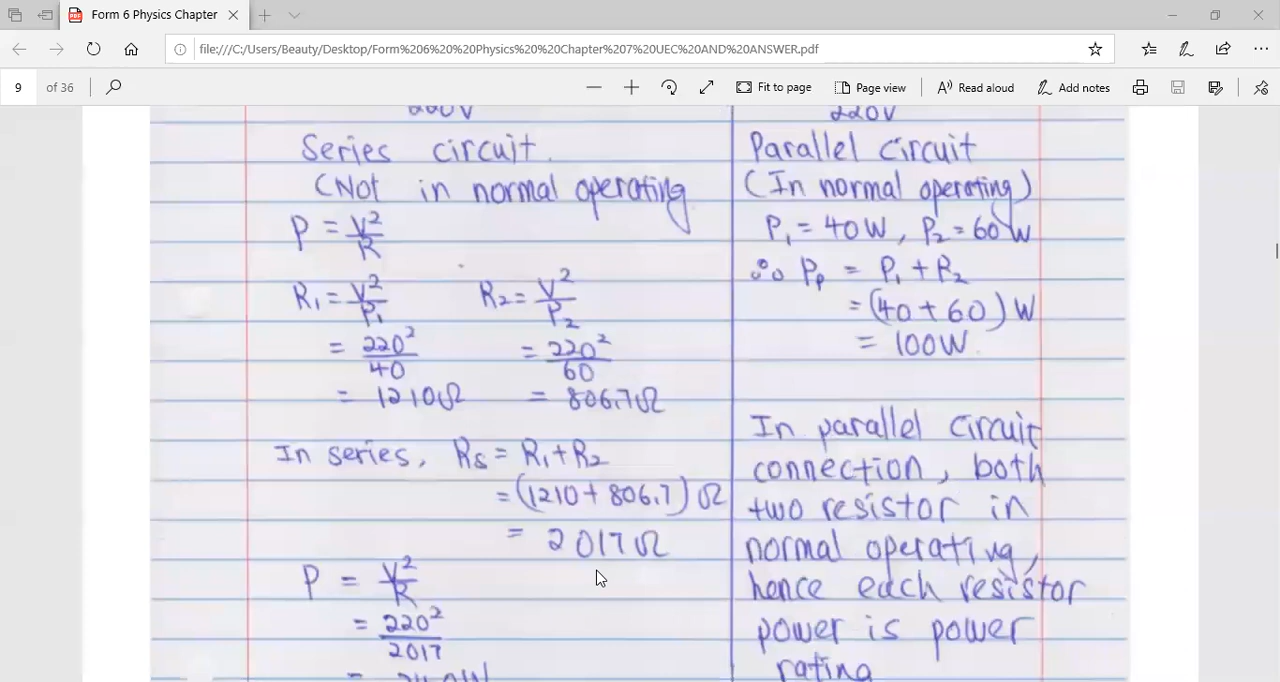 Form 6 Physics Chapter
file:///C:/Users/Beauty/Desktop/Form%206%20%20Physics%20%20Chapter%207%20UEC%20AND%20ANSWER.pdf
9 of 36
Fit to page
Page view
Read aloud
Add notes
220V
Series circuit.
(Not in normal operating
P = V²/R
R₁ = V²/P₁
= 220²/40
= 1210Ω
R₂ = V²/P₂
= 220²/60
= 806.7Ω
In series, Rs = R₁ + R₂
= (1210 + 806.7) Ω
= 2017Ω
P = V²/R
= 220²/2017
220V
Parallel Circuit
(In normal operating)
P₁ = 40W, P₂ = 60W
∴ Pp = P₁ + R₂
= (40 + 60) W
= 100W
In parallel circuit
connection, both
two resistor in
normal operating,
hence each resistor
power is power
rating